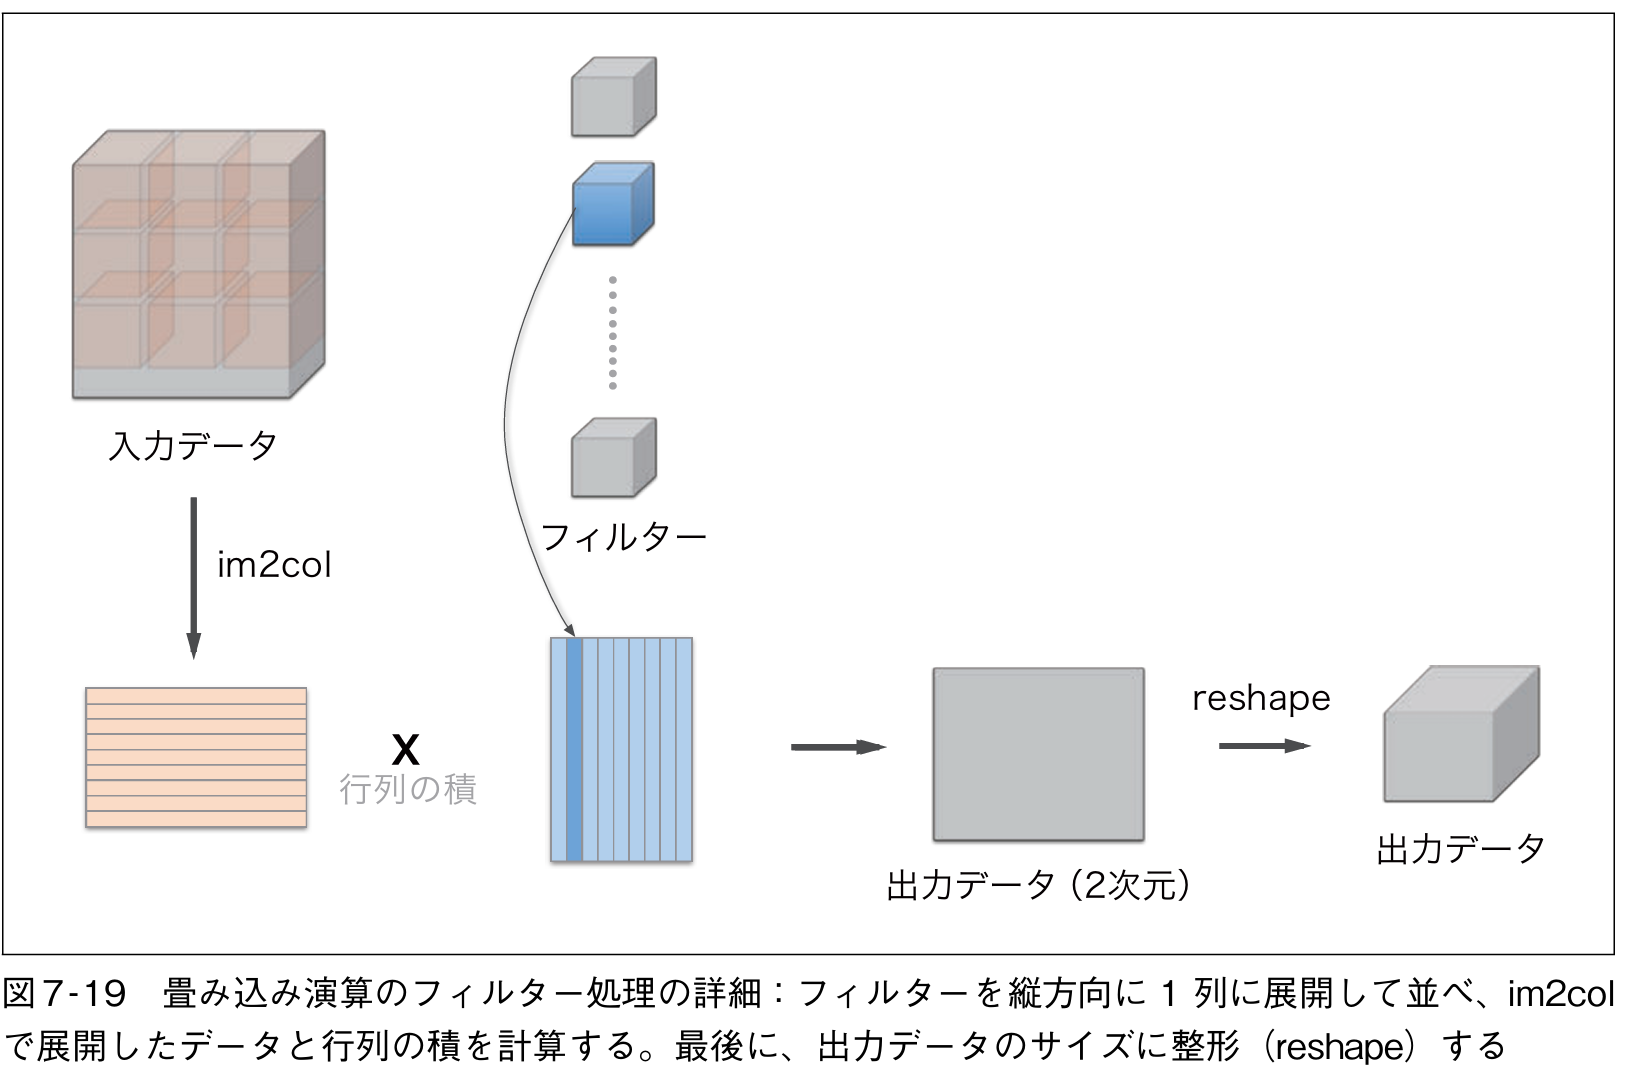 入力データ
フィルター
im2col
X
行列の積
reshape
出力データ（2次元）
出力データ
図7-19　畳み込み演算のフィルター処理の詳細：フィルターを縦方向に 1 列に展開して並べ、im2col
で展開したデータと行列の積を計算する。最後に、出力データのサイズに整形（reshape）する